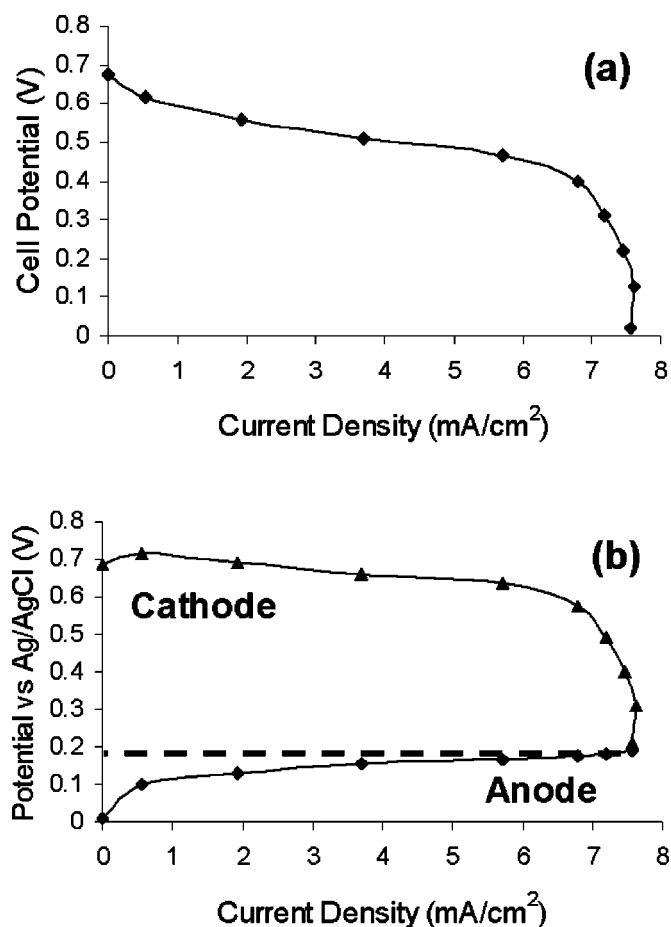 (a)
Cell Potential (V)
0.8
0.7
0.6
0.5
0.4
0.3
0.2
0.1
0
0 1 2 3 4 5 6 7 8
Current Density (mA/cm²)
(b)
Potential vs Ag/AgCl (V)
0.8
0.7
0.6
0.5
0.4
0.3
0.2
0.1
0
Cathode
Anode
0 1 2 3 4 5 6 7 8
Current Density (mA/cm²)